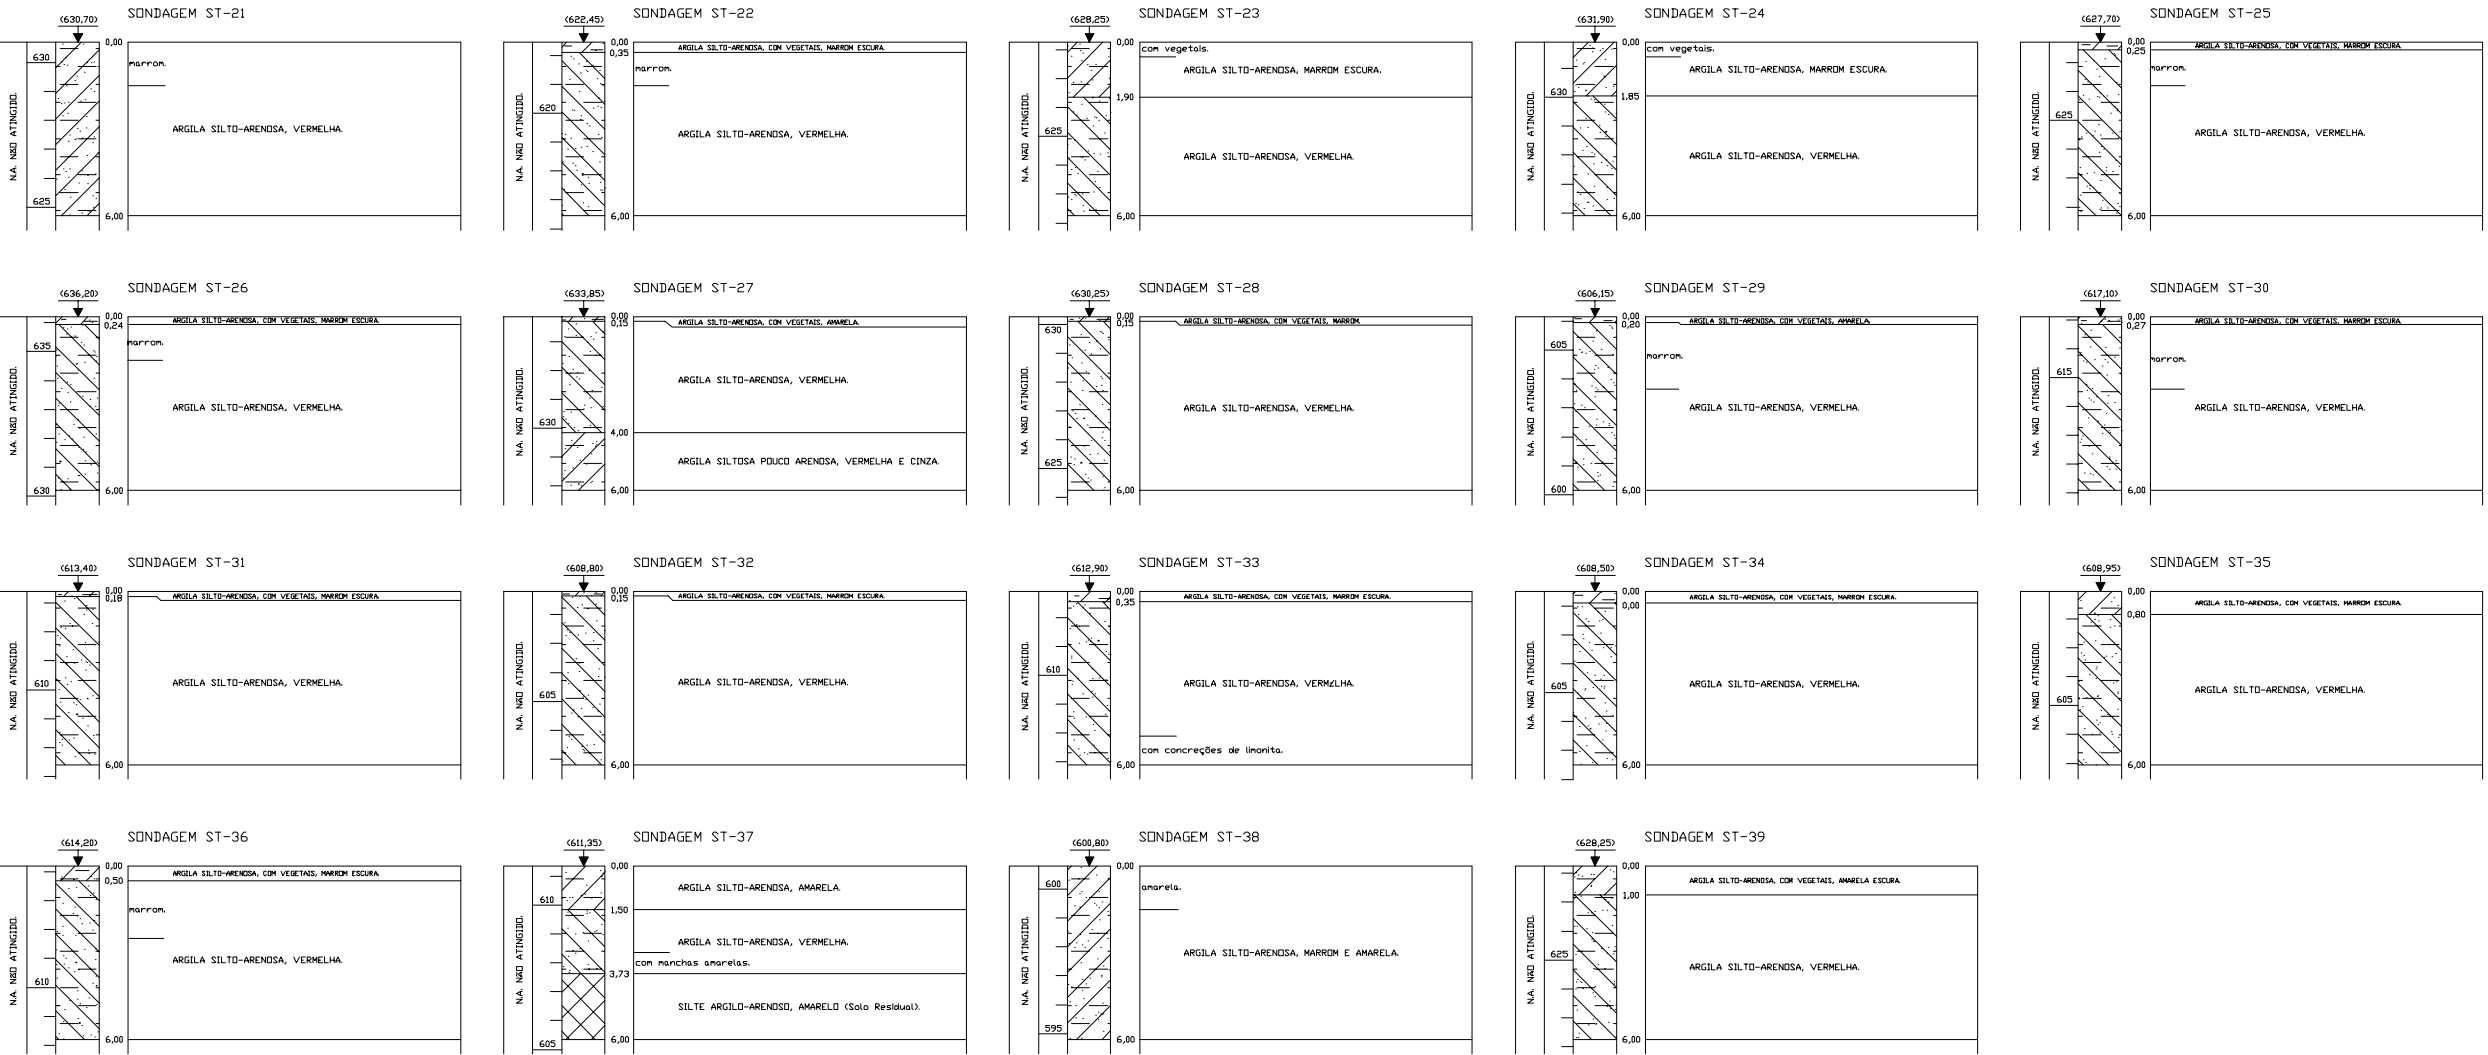 SONDAGEM ST-21
(630,70)
0,00
630
marrom.
N.A. NÃO ATINGIDO.
ARGILA SILTO-ARENOSA, VERMELHA.
625
6,00
SONDAGEM ST-22
(622,45)
0,00
ARGILA SILTO-ARENOSA, COM VEGETAIS, MARROM ESCURA.
0,35
marrom.
620
N.A. NÃO ATINGIDO.
ARGILA SILTO-ARENOSA, VERMELHA.
6,00
SONDAGEM ST-23
(628,25)
0,00
com vegetais.
ARGILA SILTO-ARENOSA, MARROM ESCURA.
1,90
625
N.A. NÃO ATINGIDO.
ARGILA SILTO-ARENOSA, VERMELHA.
6,00
SONDAGEM ST-24
(631,90)
0,00
com vegetais.
ARGILA SILTO-ARENOSA, MARROM ESCURA.
630
1,85
N.A. NÃO ATINGIDO.
ARGILA SILTO-ARENOSA, VERMELHA.
6,00
SONDAGEM ST-25
(627,70)
0,00
ARGILA SILTO-ARENOSA, COM VEGETAIS, MARROM ESCURA.
0,25
marrom.
625
N.A. NÃO ATINGIDO.
ARGILA SILTO-ARENOSA, VERMELHA.
6,00
SONDAGEM ST-26
(636,20)
0,00
ARGILA SILTO-ARENOSA, COM VEGETAIS, MARROM ESCURA.
0,24
635
marrom.
N.A. NÃO ATINGIDO.
ARGILA SILTO-ARENOSA, VERMELHA.
630
6,00
SONDAGEM ST-27
(633,85)
0,00
0,15
ARGILA SILTO-ARENOSA, COM VEGETAIS, AMARELA.
N.A. NÃO ATINGIDO.
ARGILA SILTO-ARENOSA, VERMELHA.
630
4,00
ARGILA SILTOSA POUCO ARENOSA, VERMELHA E CINZA.
6,00
SONDAGEM ST-28
(630,25)
0,00
0,15
ARGILA SILTO-ARENOSA, COM VEGETAIS, MARROM.
630
N.A. NÃO ATINGIDO.
ARGILA SILTO-ARENOSA, VERMELHA.
625
6,00
SONDAGEM ST-29
(606,15)
0,00
0,20
ARGILA SILTO-ARENOSA, COM VEGETAIS, AMARELA.
605
marrom.
N.A. NÃO ATINGIDO.
ARGILA SILTO-ARENOSA, VERMELHA.
600
6,00
SONDAGEM ST-30
(617,10)
0,00
ARGILA SILTO-ARENOSA, COM VEGETAIS, MARROM ESCURA.
0,27
marrom.
615
N.A. NÃO ATINGIDO.
ARGILA SILTO-ARENOSA, VERMELHA.
6,00
SONDAGEM ST-31
(613,40)
0,00
0,18
ARGILA SILTO-ARENOSA, COM VEGETAIS, MARROM ESCURA.
N.A. NÃO ATINGIDO.
ARGILA SILTO-ARENOSA, VERMELHA.
610
6,00
SONDAGEM ST-32
(608,80)
0,00
0,15
ARGILA SILTO-ARENOSA, COM VEGETAIS, MARROM ESCURA.
N.A. NÃO ATINGIDO.
ARGILA SILTO-ARENOSA, VERMELHA.
605
6,00
SONDAGEM ST-33
(612,90)
0,00
ARGILA SILTO-ARENOSA, COM VEGETAIS, MARROM ESCURA.
0,35
610
N.A. NÃO ATINGIDO.
ARGILA SILTO-ARENOSA, VERMELHA.
com concreções de limonita.
6,00
SONDAGEM ST-34
(608,50)
0,00
ARGILA SILTO-ARENOSA, COM VEGETAIS, MARROM ESCURA.
0,00
N.A. NÃO ATINGIDO.
ARGILA SILTO-ARENOSA, VERMELHA.
605
6,00
SONDAGEM ST-35
(608,95)
0,00
ARGILA SILTO-ARENOSA, COM VEGETAIS, MARROM ESCURA.
0,80
N.A. NÃO ATINGIDO.
ARGILA SILTO-ARENOSA, VERMELHA.
605
6,00
SONDAGEM ST-36
(614,20)
0,00
ARGILA SILTO-ARENOSA, COM VEGETAIS, MARROM ESCURA.
0,50
marrom.
N.A. NÃO ATINGIDO.
ARGILA SILTO-ARENOSA, VERMELHA.
610
6,00
SONDAGEM ST-37
(611,35)
0,00
ARGILA SILTO-ARENOSA, AMARELA.
610
1,50
ARGILA SILTO-ARENOSA, VERMELHA.
com manchas amarelas.
3,73
N.A. NÃO ATINGIDO.
SILTE ARGILO-ARENOSO, AMARELO (Solo Residual).
6,00
605
SONDAGEM ST-38
(600,80)
0,00
600
amarela.
N.A. NÃO ATINGIDO.
ARGILA SILTO-ARENOSA, MARROM E AMARELA.
595
6,00
SONDAGEM ST-39
(628,25)
0,00
ARGILA SILTO-ARENOSA, COM VEGETAIS, AMARELA ESCURA.
1,00
625
N.A. NÃO ATINGIDO.
ARGILA SILTO-ARENOSA, VERMELHA.
6,00